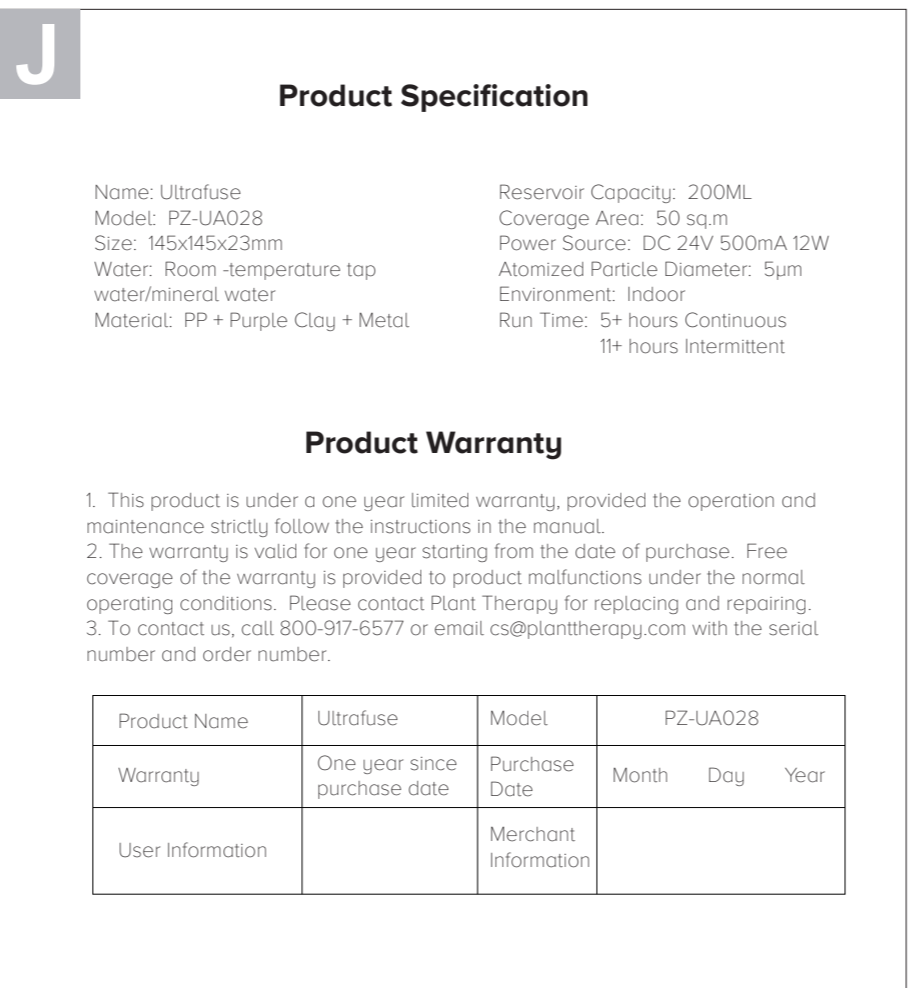 J
Product Specification
Name: Ultrafuse
Model: PZ-UA028
Size: 145x145x23mm
Water: Room -temperature tap
water/mineral water
Material: PP + Purple Clay + Metal
Reservoir Capacity: 200ML
Coverage Area: 50 sq.m
Power Source: DC 24V 500mA 12W
Atomized Particle Diameter: 5µm
Environment: Indoor
Run Time: 5+ hours Continuous
11+ hours Intermittent
Product Warranty
1. This product is under a one year limited warranty, provided the operation and
maintenance strictly follow the instructions in the manual.
2. The warranty is valid for one year starting from the date of purchase. Free
coverage of the warranty is provided to product malfunctions under the normal
operating conditions. Please contact Plant Therapy for replacing and repairing.
3. To contact us, call 800-917-6577 or email cs@planttherapy.com with the serial
number and order number.
Product Name Ultrafuse Model PZ-UA028
Warranty One year since purchase date Purchase Date Month Day Year
User Information Merchant Information